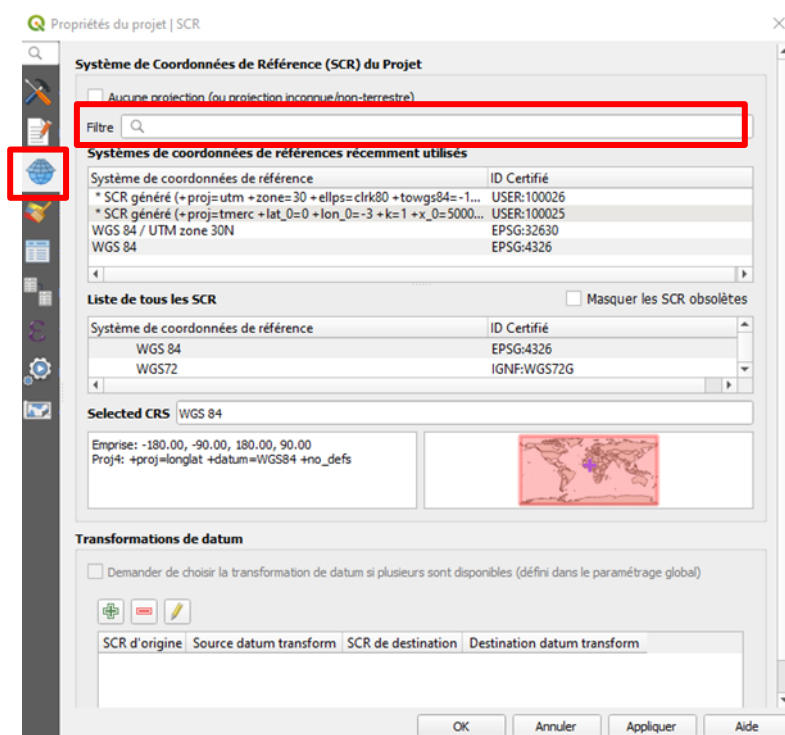 Propriétés du projet | SCR
Système de Coordonnées de Référence (SCR) du Projet
Aucune projection (ou projection inconnue/non-terrestre)
Filtre
Systèmes de coordonnées de références récemment utilisés
Système de coordonnées de référence ID Certifié
* SCR généré (+proj=utm +zone=30 +ellps=clrk80 +towgs84=-1... USER:100026
* SCR généré (+proj=tmerc +lat_0=0 +lon_0=-3 +k=1 +x_0=5000... USER:100025
WGS 84 / UTM zone 30N EPSG:32630
WGS 84 EPSG:4326
Liste de tous les SCR Masquer les SCR obsolètes
Système de coordonnées de référence ID Certifié
WGS 84 EPSG:4326
WGS72 IGNF:WGS72G
Selected CRS WGS 84
Emprise: -180.00, -90.00, 180.00, 90.00
Proj4: +proj=longlat +datum=WGS84 +no_defs
Transformations de datum
Demander de choisir la transformation de datum si plusieurs sont disponibles (défini dans le paramétrage global)
SCR d'origine Source datum transform SCR de destination Destination datum transform
OK Annuler Appliquer Aide